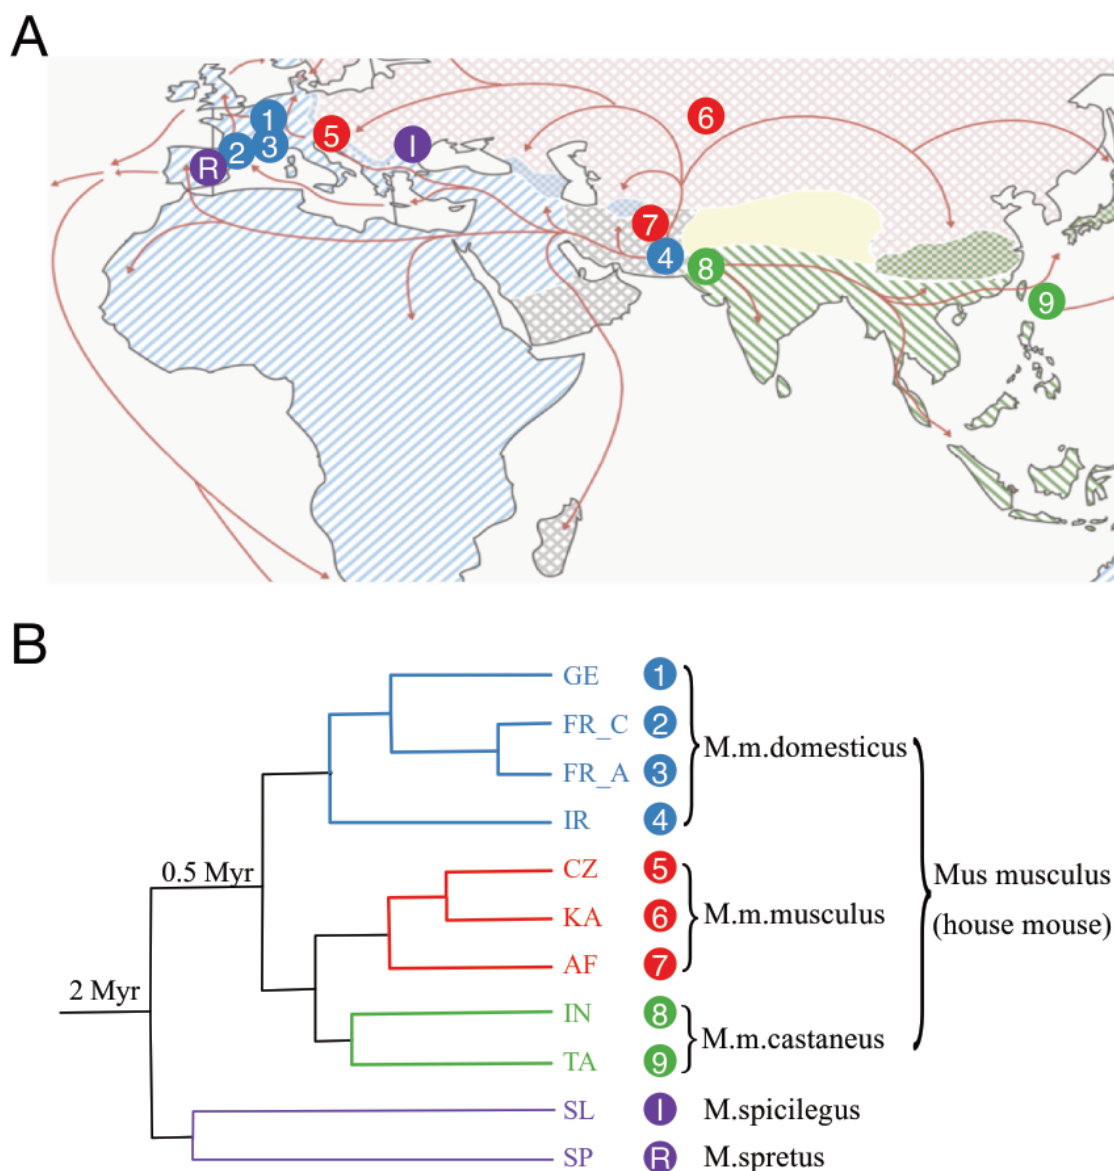 A
1
6
5
I
2
3
R
7
4
8
9
B
GE 1
FR_C 2
M.m.domesticus
FR_A 3
IR 4
0.5 Myr
CZ 5
Mus musculus
KA 6
M.m.musculus
(house mouse)
AF 7
2 Myr
IN 8
M.m.castaneus
TA 9
SL I M.spicilegus
SP R M.spretus